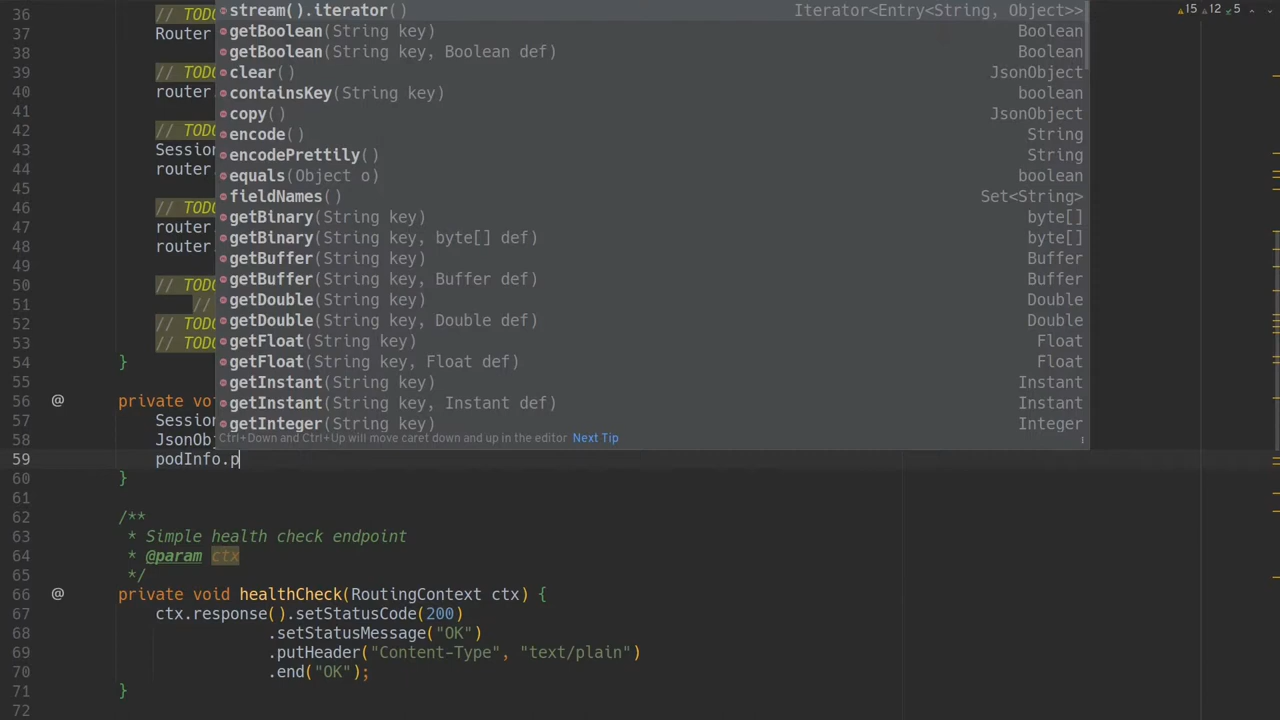 36 // TODO stream().iterator() Iterator<Entry<String, Object>> 15 12 5
37 Router getBoolean(String key) Boolean
38 getBoolean(String key, Boolean def) Boolean
39 // TODO clear() JsonObject
40 router. containsKey(String key) boolean
41 copy() JsonObject
42 // TODO encode() String
43 Session encodePrettily() String
44 router. equals(Object o) boolean
45 fieldNames() Set<String>
46 // TODO getBinary(String key) byte[]
47 router. getBinary(String key, byte[] def) byte[]
48 router. getBuffer(String key) Buffer
49 getBuffer(String key, Buffer def) Buffer
50 // TODO getDouble(String key) Double
51 // getDouble(String key, Double def) Double
52 // TODO getFloat(String key) Float
53 // TODO getFloat(String key, Float def) Float
54 } getInstant(String key) Instant
55 getInstant(String key, Instant def) Instant
56 @ private vo getInteger(String key) Integer
57 Session
58 JsonObj Ctrl+Down and Ctrl+Up will move caret down and up in the editor Next Tip
59 podInfo.p
60 }
61
62 /**
63 * Simple health check endpoint
64 * @param ctx
65 */
66 @ private void healthCheck(RoutingContext ctx) {
67 ctx.response().setStatusCode(200)
68 .setStatusMessage("OK")
69 .putHeader("Content-Type", "text/plain")
70 .end("OK");
71 }
72